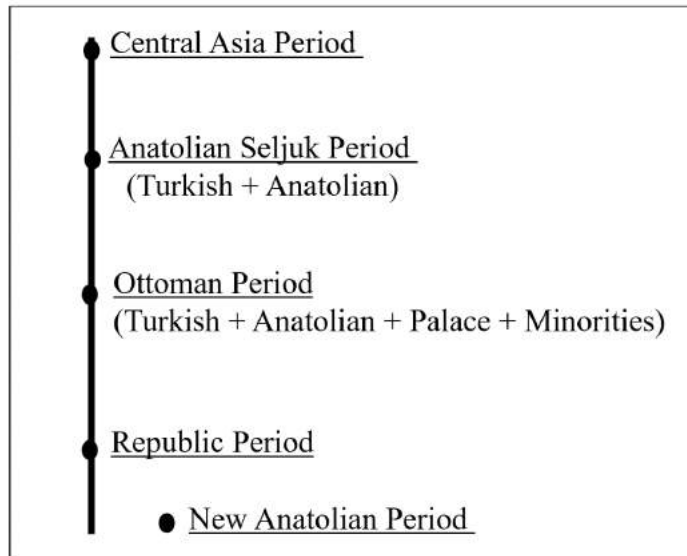 Central Asia Period
Anatolian Seljuk Period
(Turkish + Anatolian)
Ottoman Period
(Turkish + Anatolian + Palace + Minorities)
Republic Period
New Anatolian Period